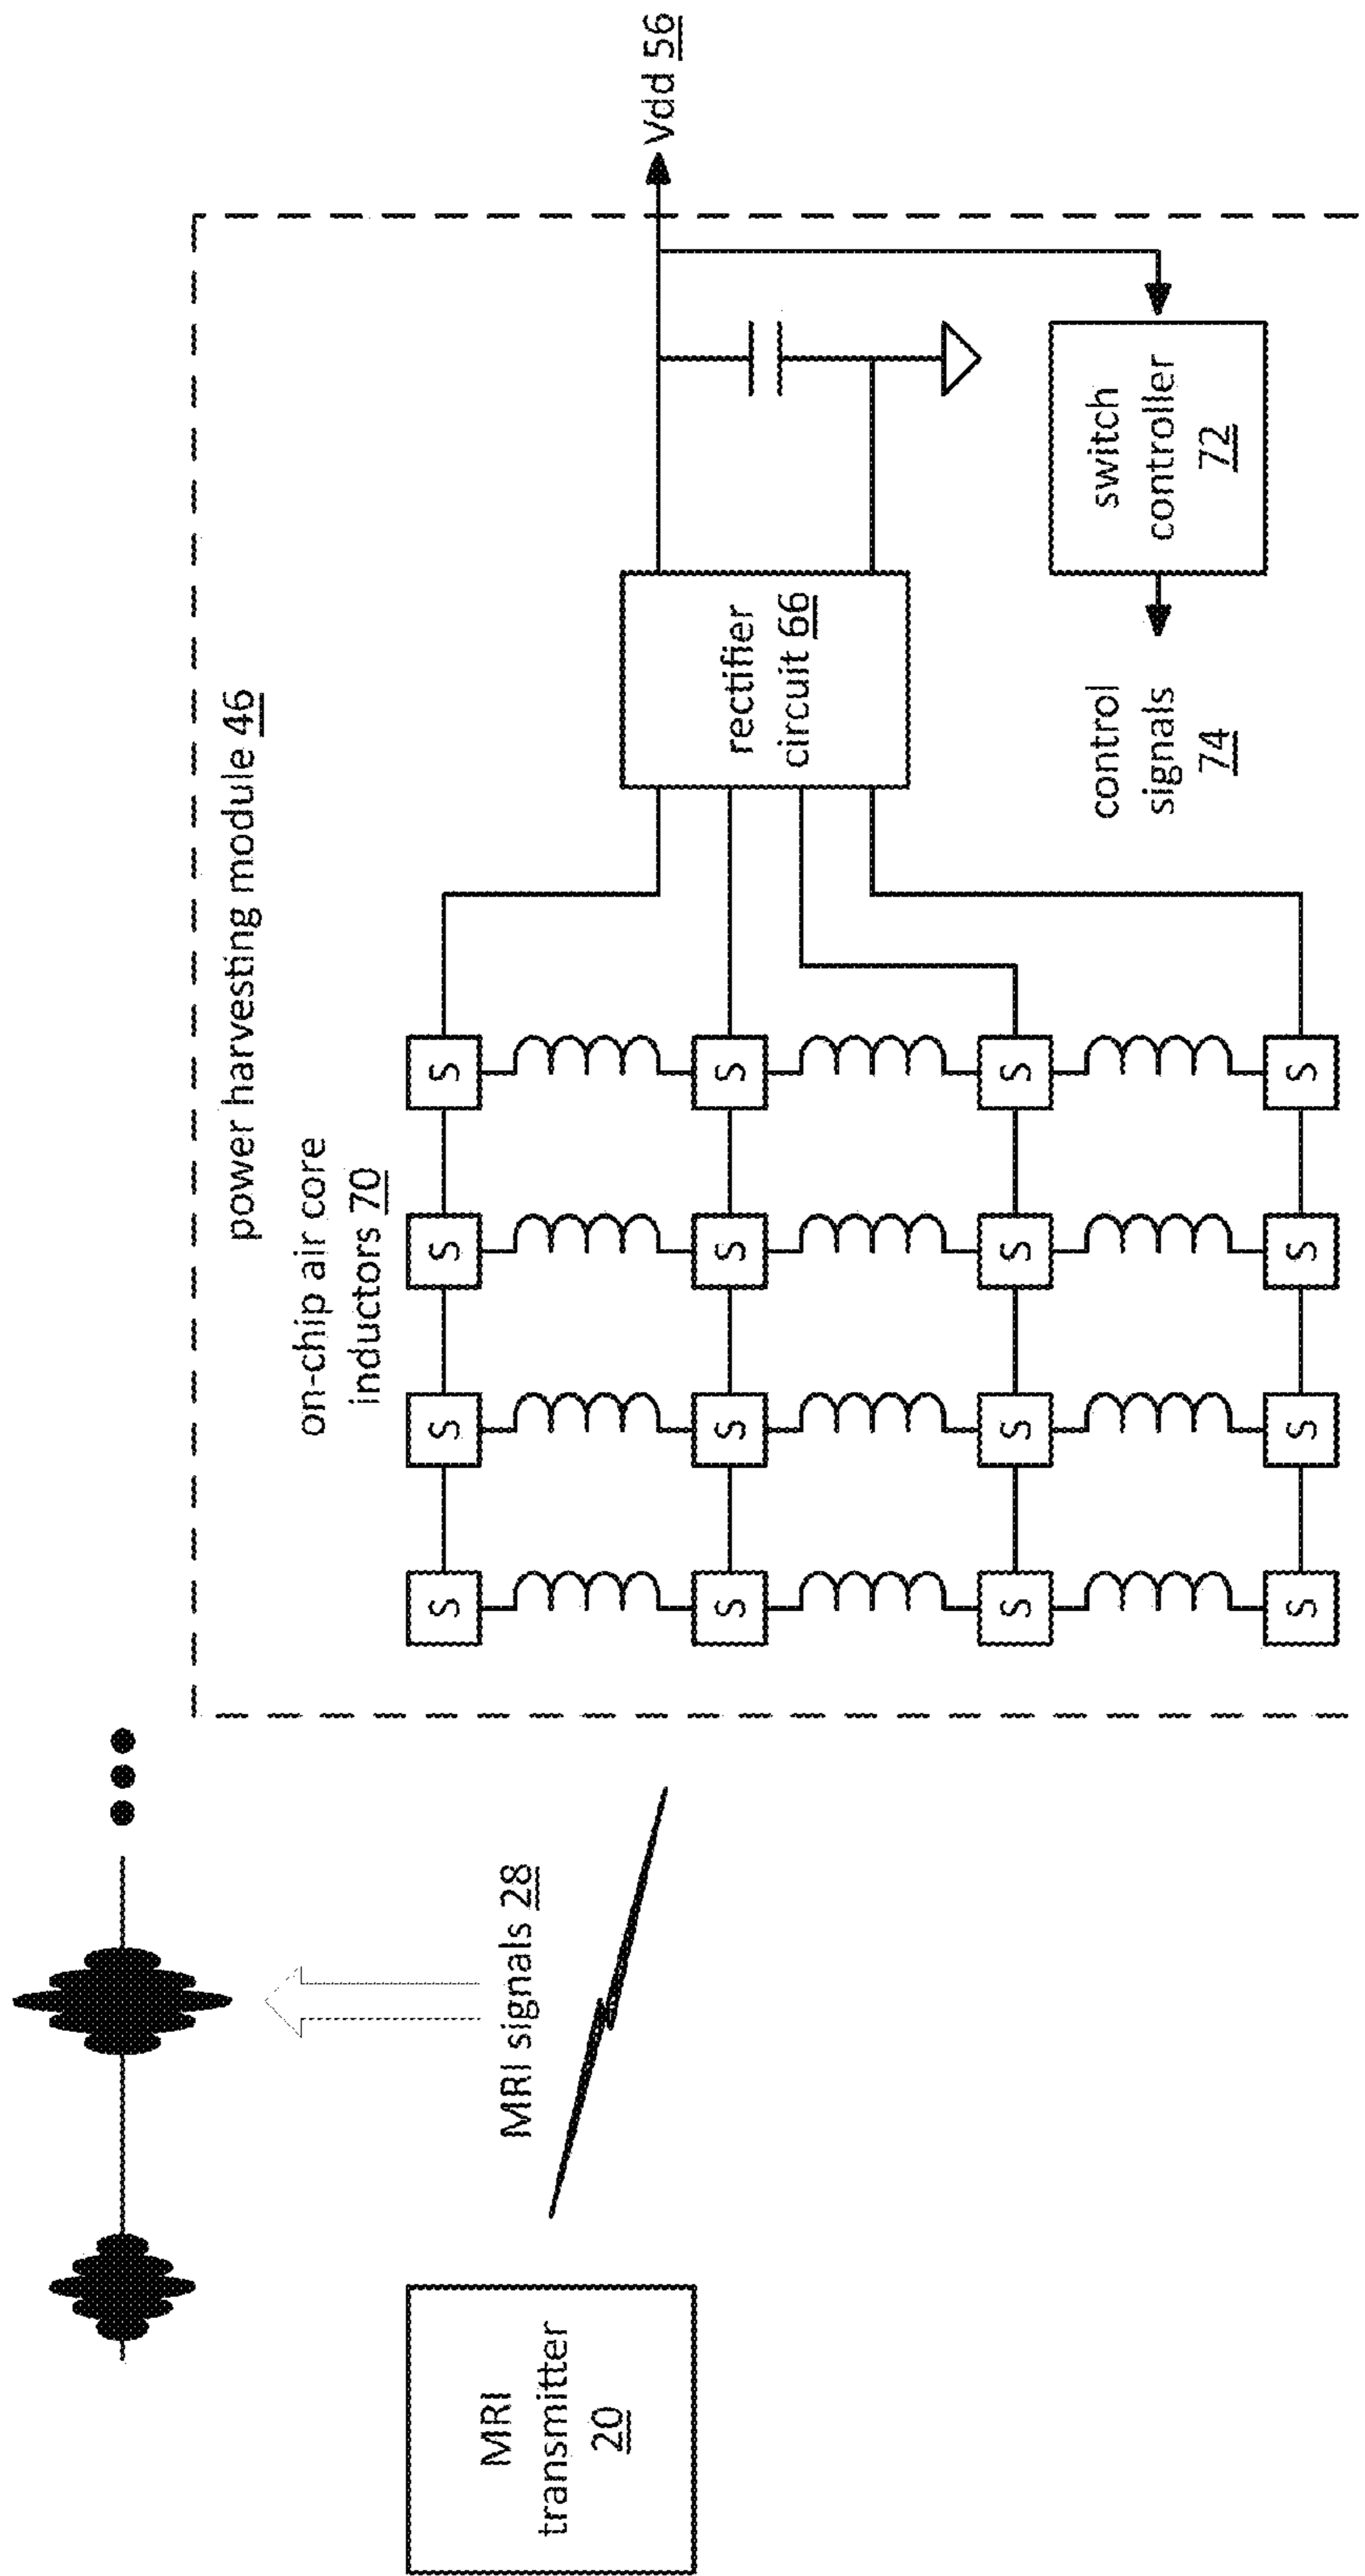 power harvesting module 46
on-chip air core
inductors 70
MRI signals 28
MRI
transmitter
20
S S S S
S S S S
S S S S
S S S S
rectifier
circuit 66
Vdd 56
control
signals
74
switch
controller
72